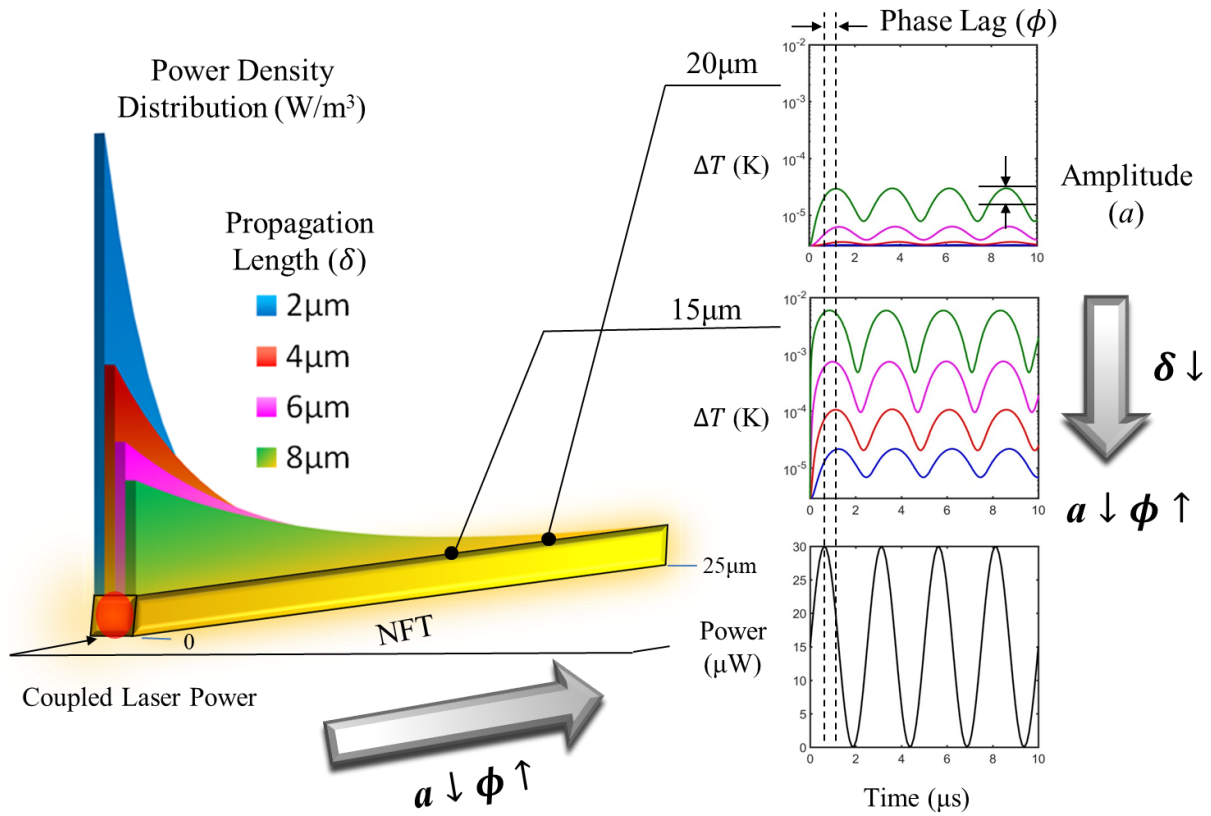 Power Density
Distribution (W/m³)
Propagation
Length (δ)
2μm
4μm
6μm
8μm
20μm
15μm
25μm
0
NFT
Coupled Laser Power
a ↓ ϕ ↑
Phase Lag (ϕ)
10⁻²
10⁻³
10⁻⁴
10⁻⁵
ΔT (K)
0 2 4 6 8 10
Amplitude
(a)
10⁻²
10⁻³
10⁻⁴
10⁻⁵
ΔT (K)
0 2 4 6 8 10
δ ↓
a ↓ ϕ ↑
30
25
20
15
10
5
0
Power
(μW)
0 2 4 6 8 10
Time (μs)